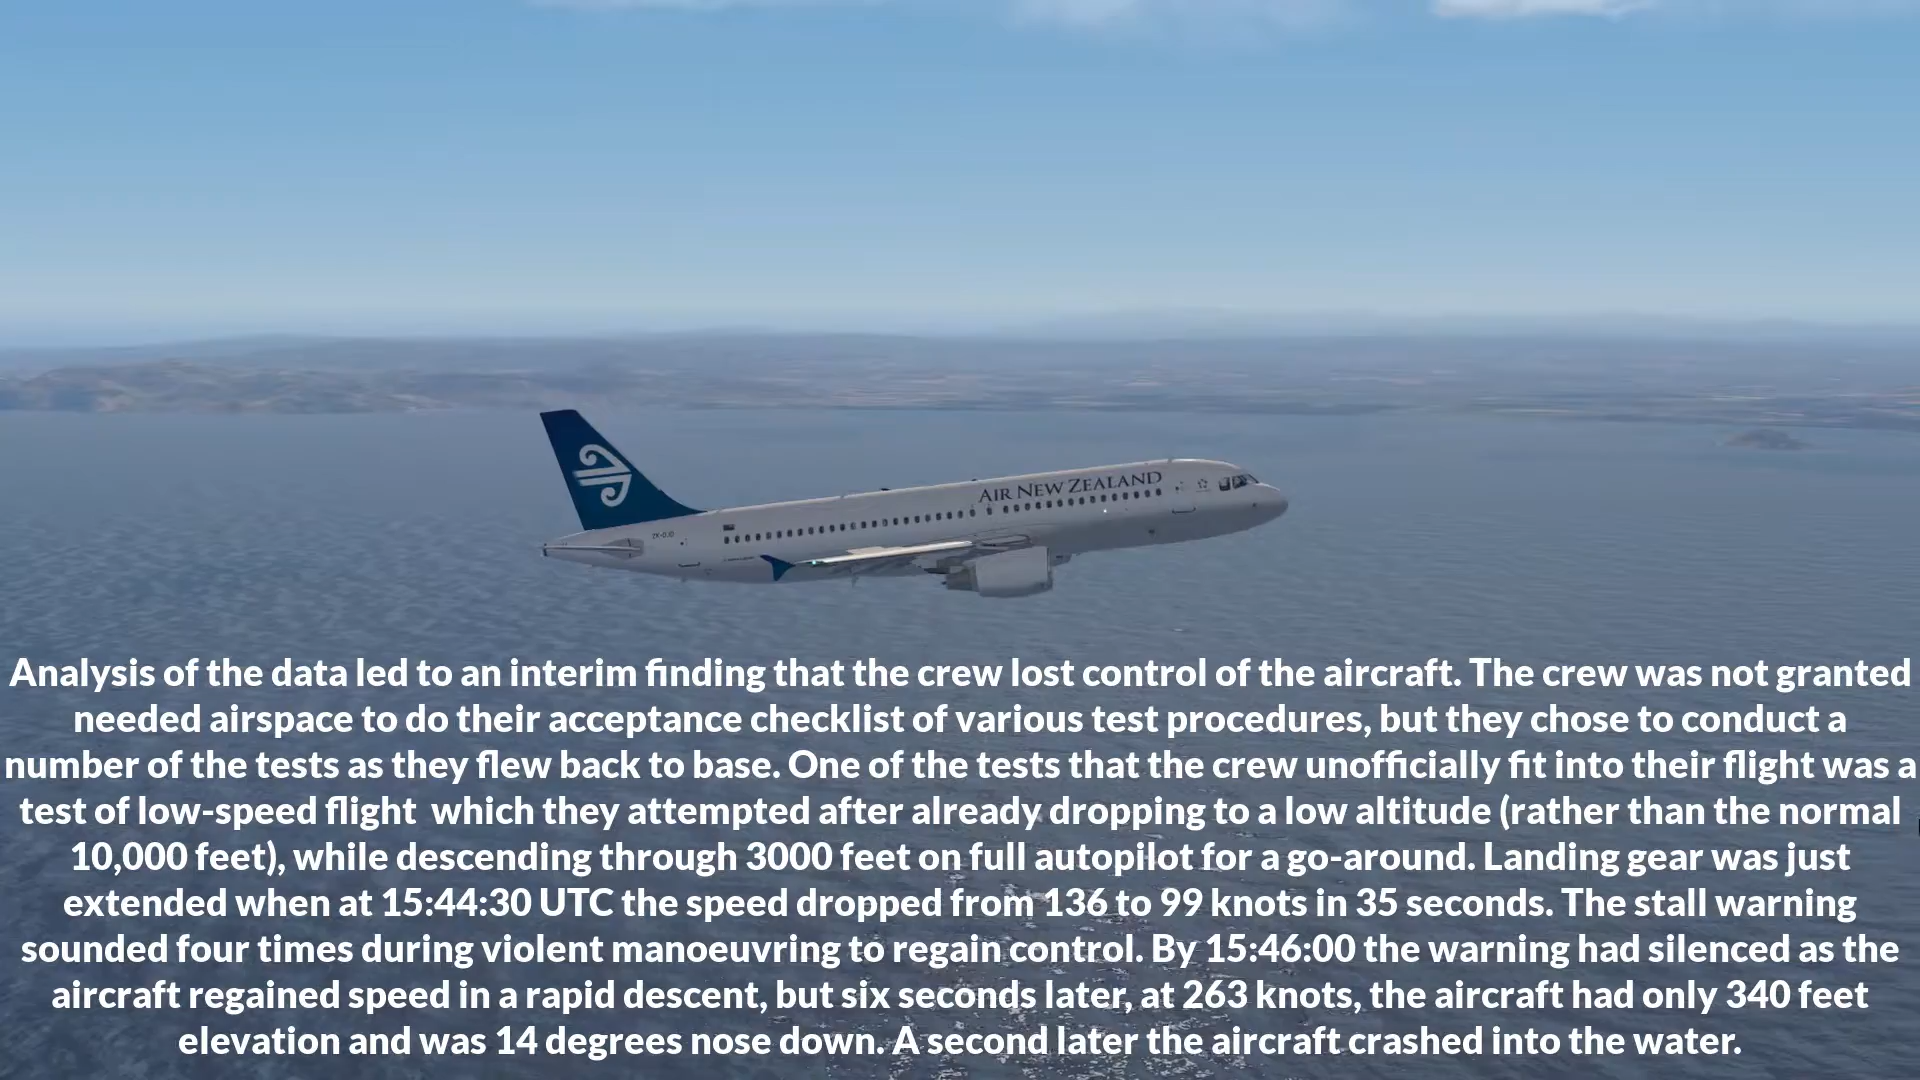 AIR NEW ZEALAND
Analysis of the data led to an interim finding that the crew lost control of the aircraft. The crew was not granted
needed airspace to do their acceptance checklist of various test procedures, but they chose to conduct a
number of the tests as they flew back to base. One of the tests that the crew unofficially fit into their flight was a
test of low-speed flight  which they attempted after already dropping to a low altitude (rather than the normal
10,000 feet), while descending through 3000 feet on full autopilot for a go-around. Landing gear was just
extended when at 15:44:30 UTC the speed dropped from 136 to 99 knots in 35 seconds. The stall warning
sounded four times during violent manoeuvring to regain control. By 15:46:00 the warning had silenced as the
aircraft regained speed in a rapid descent, but six seconds later, at 263 knots, the aircraft had only 340 feet
elevation and was 14 degrees nose down. A second later the aircraft crashed into the water.